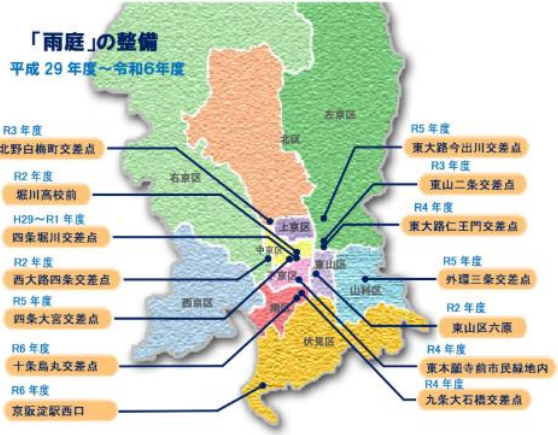 「雨庭」の整備
平成 29 年度～令和6年度
R3 年度
北野白梅町交差点
R2 年度
堀川高校前
H29～R1 年度
四条堀川交差点
R2 年度
西大路四条交差点
R5 年度
四条大宮交差点
R6 年度
十条烏丸交差点
R6 年度
京阪淀駅西口
北区
左京区
右京区
上京区
中京区
下京区
東山区
山科区
西京区
南区
伏見区
R5 年度
東大路今出川交差点
R3 年度
東山二条交差点
R4 年度
東大路仁王門交差点
R5 年度
外環三条交差点
R2 年度
東山区六原
R4 年度
東本願寺前市民緑地内
R4 年度
九条大石橋交差点